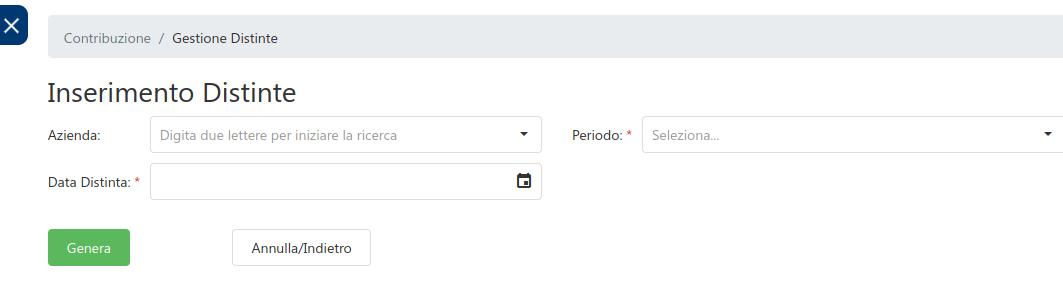 Contribuzione / Gestione Distinte
Inserimento Distinte
Azienda: Digita due lettere per iniziare la ricerca Periodo: * Seleziona...
Data Distinta: *
Genera Annulla/Indietro